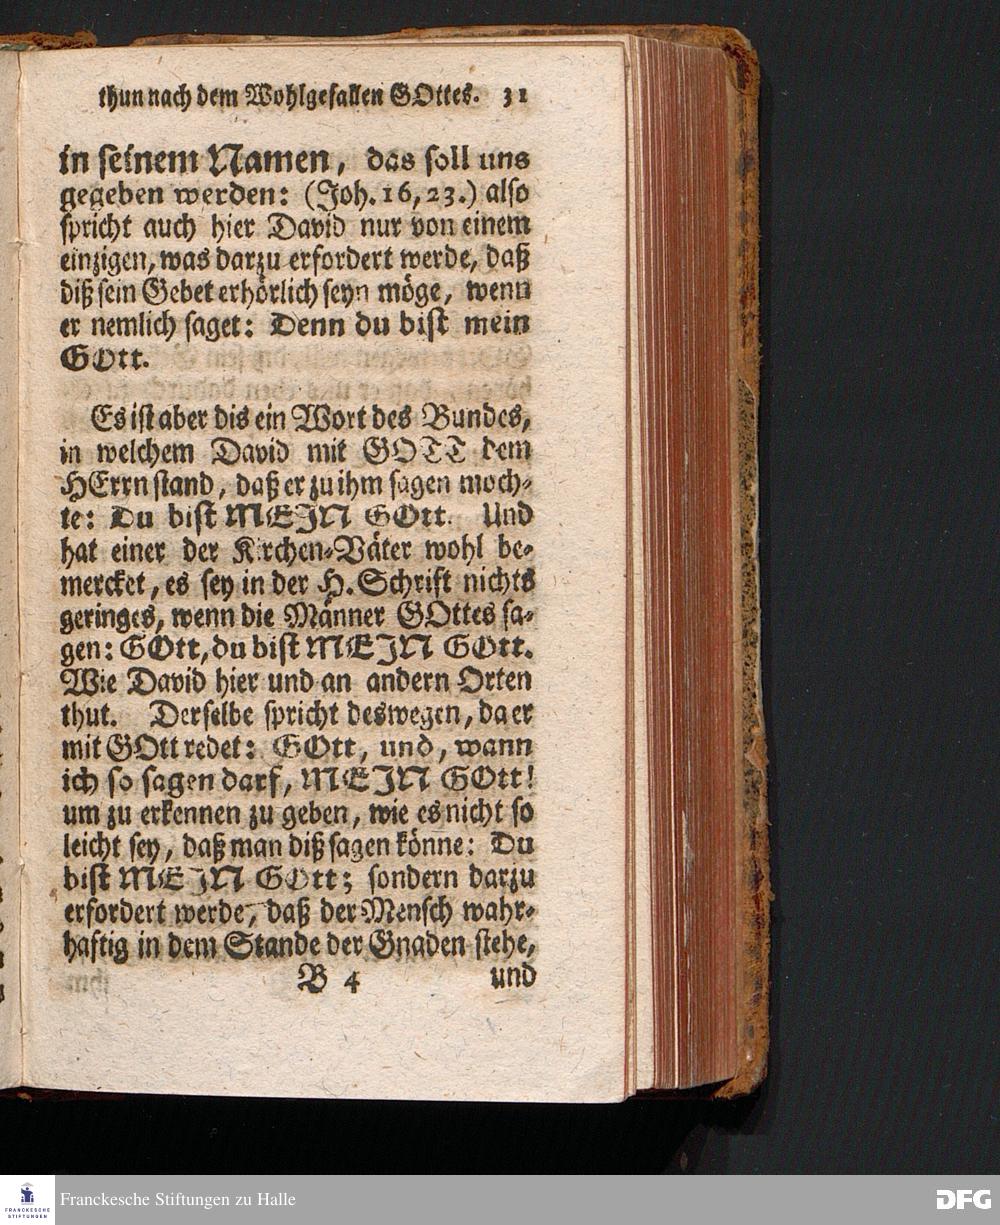 thun nach dem Wohlgefallen GOttes. 31
in seinem Namen, das soll uns
gegeben werden: (Joh. 16, 23.) also
spricht auch hier David nur von einem
einzigen, was darzu erfordert werde, daß
diß sein Gebet erhörlich seyn möge, wenn
er nemlich saget: Denn du bist mein
GOtt.
Es ist aber dis ein Wort des Bundes,
in welchem David mit GOTT dem
HErrn stand, daß er zu ihm sagen moch-
te: Du bist MEIN GOtt. Und
hat einer der Kirchen-Väter wohl be-
mercket, es sey in der H. Schrift nichts
geringes, wenn die Männer GOttes sa-
gen: GOtt, du bist MEIN GOtt.
Wie David hier und an andern Orten
thut. Derselbe spricht deswegen, da er
mit GOtt redet: GOtt, und, wann
ich so sagen darf, MEIN GOtt!
um zu erkennen zu geben, wie es nicht so
leicht sey, daß man diß sagen könne: Du
bist MEIN GOtt; sondern darzu
erfordert werde, daß der Mensch wahr-
haftig in dem Stande der Gnaden stehe,
B 4 und
FRANCKESCHE STIFTUNGEN
Franckesche Stiftungen zu Halle
DFG